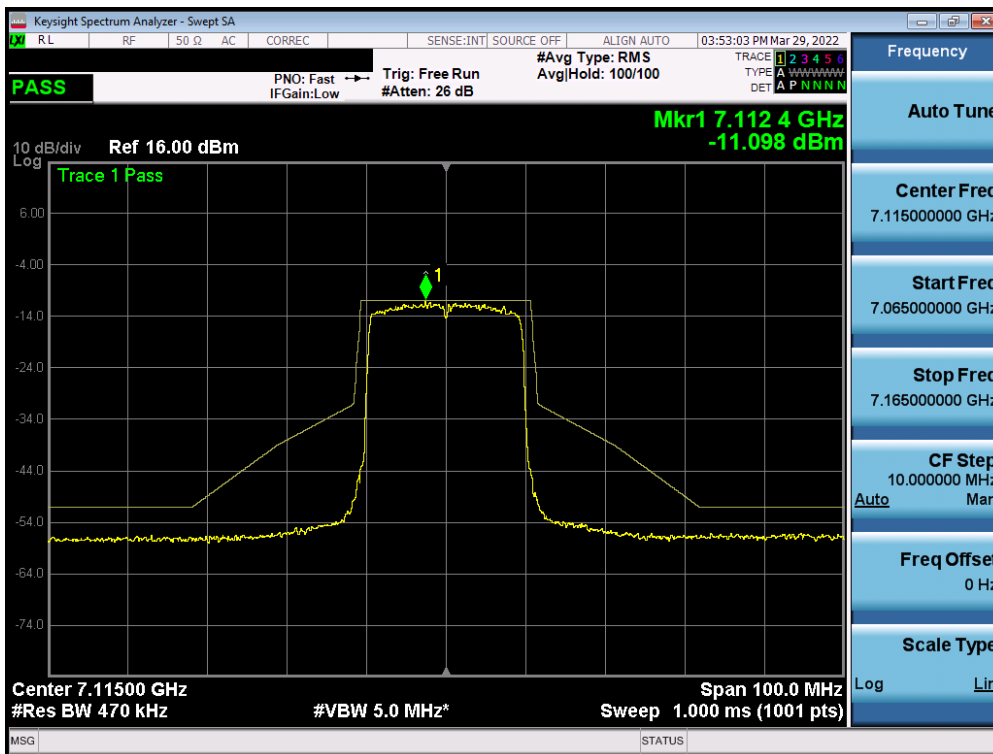 Keysight Spectrum Analyzer - Swept SA
LXI RL RF 50 Ω AC CORREC SENSE:INT SOURCE OFF ALIGN AUTO 03:53:03 PM Mar 29, 2022
PASS
PNO: Fast
IFGain:Low
Trig: Free Run
#Atten: 26 dB
#Avg Type: RMS
Avg|Hold: 100/100
TRACE 1 2 3 4 5 6
TYPE A WWWWW
DET A P N N N N
Mkr1 7.112 4 GHz
-11.098 dBm
10 dB/div Ref 16.00 dBm
Log
Trace 1 Pass
1
6.00
-4.00
-14.0
-24.0
-34.0
-44.0
-54.0
-64.0
-74.0
Center 7.11500 GHz Span 100.0 MHz
#Res BW 470 kHz #VBW 5.0 MHz* Sweep 1.000 ms (1001 pts)
MSG STATUS
Frequency
Auto Tune
Center Freq
7.115000000 GHz
Start Freq
7.065000000 GHz
Stop Freq
7.165000000 GHz
CF Step
10.000000 MHz
Auto Man
Freq Offset
0 Hz
Scale Type
Log Lin